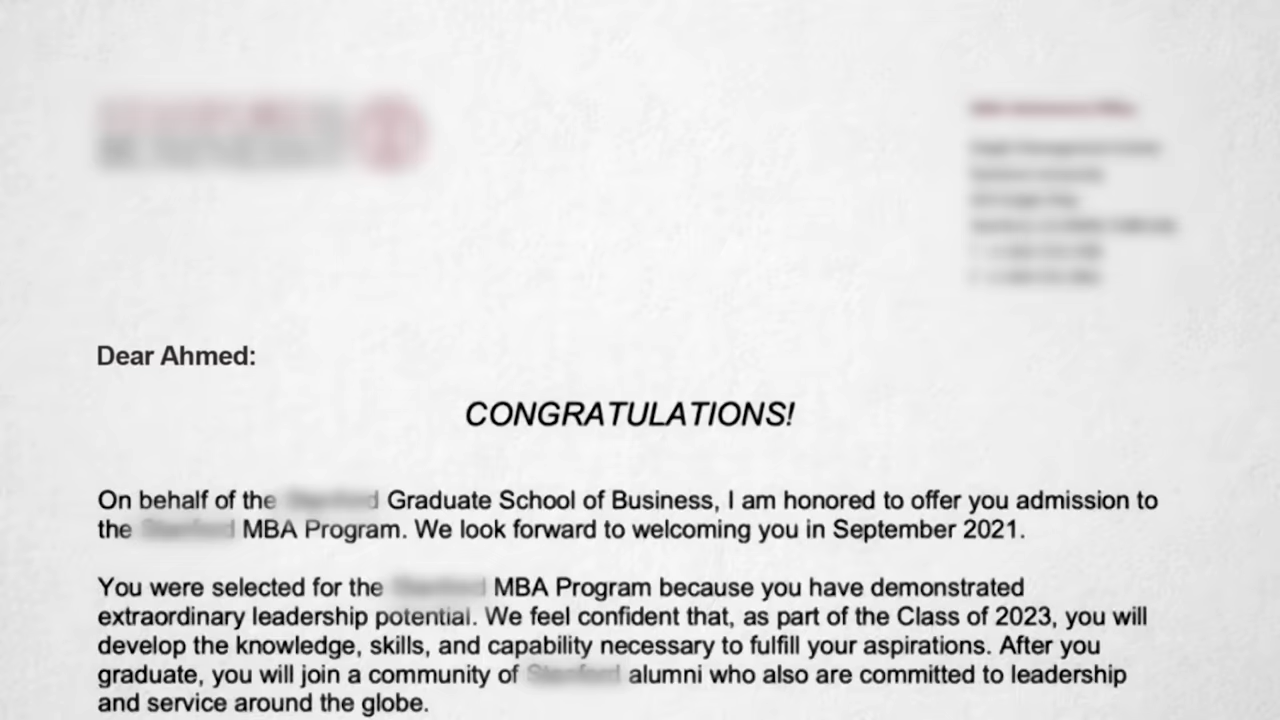 Dear Ahmed:
CONGRATULATIONS!
On behalf of the Graduate School of Business, I am honored to offer you admission to
the MBA Program. We look forward to welcoming you in September 2021.
You were selected for the MBA Program because you have demonstrated
extraordinary leadership potential. We feel confident that, as part of the Class of 2023, you will
develop the knowledge, skills, and capability necessary to fulfill your aspirations. After you
graduate, you will join a community of alumni who also are committed to leadership
and service around the globe.